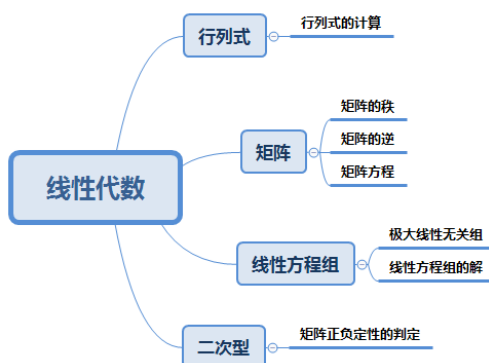 线性代数
行列式
行列式的计算
矩阵
矩阵的秩
矩阵的逆
矩阵方程
线性方程组
极大线性无关组
线性方程组的解
二次型
矩阵正负定性的判定